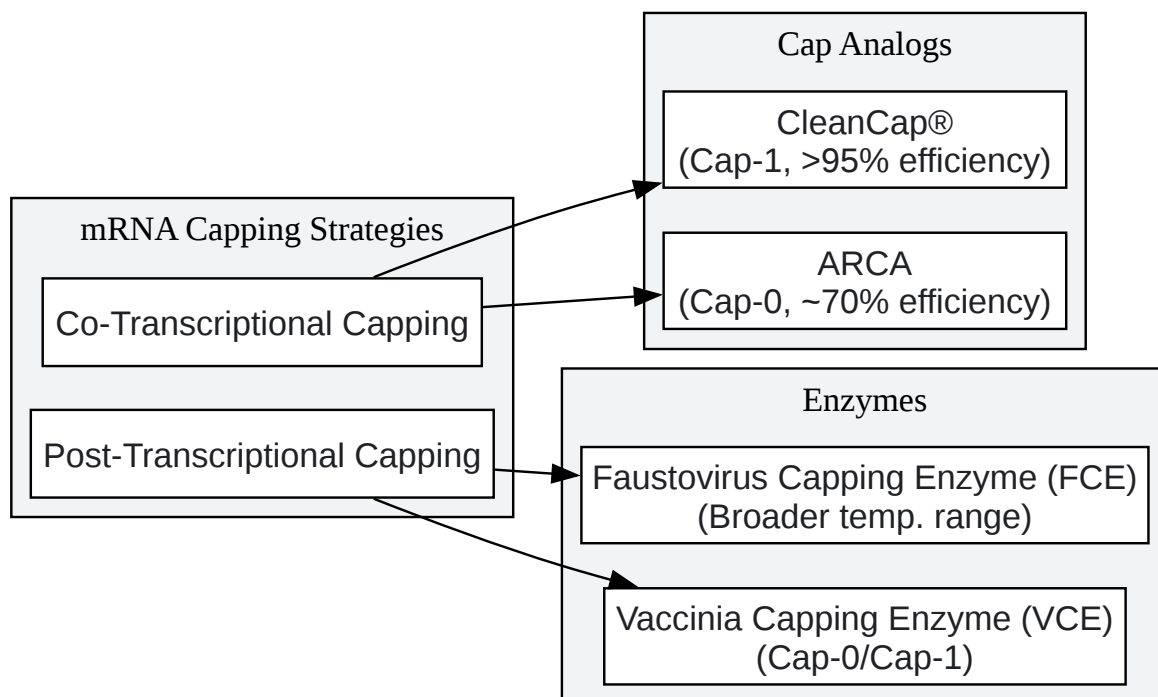 mRNA Capping Strategies
Co-Transcriptional Capping
Post-Transcriptional Capping
Cap Analogs
CleanCap®
(Cap-1, >95% efficiency)
ARCA
(Cap-0, ~70% efficiency)
Enzymes
Faustovirus Capping Enzyme (FCE)
(Broader temp. range)
Vaccinia Capping Enzyme (VCE)
(Cap-0/Cap-1)